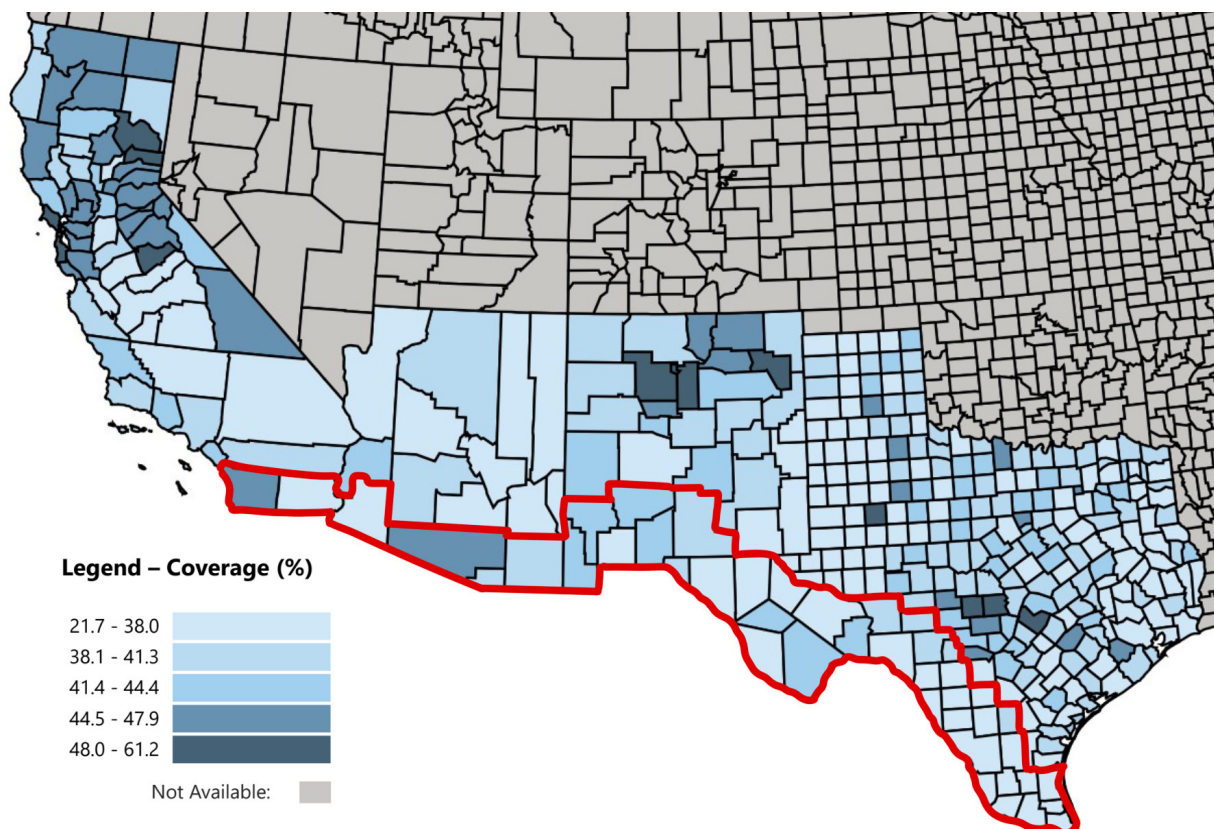 Legend – Coverage (%)
21.7 - 38.0
38.1 - 41.3
41.4 - 44.4
44.5 - 47.9
48.0 - 61.2
Not Available: